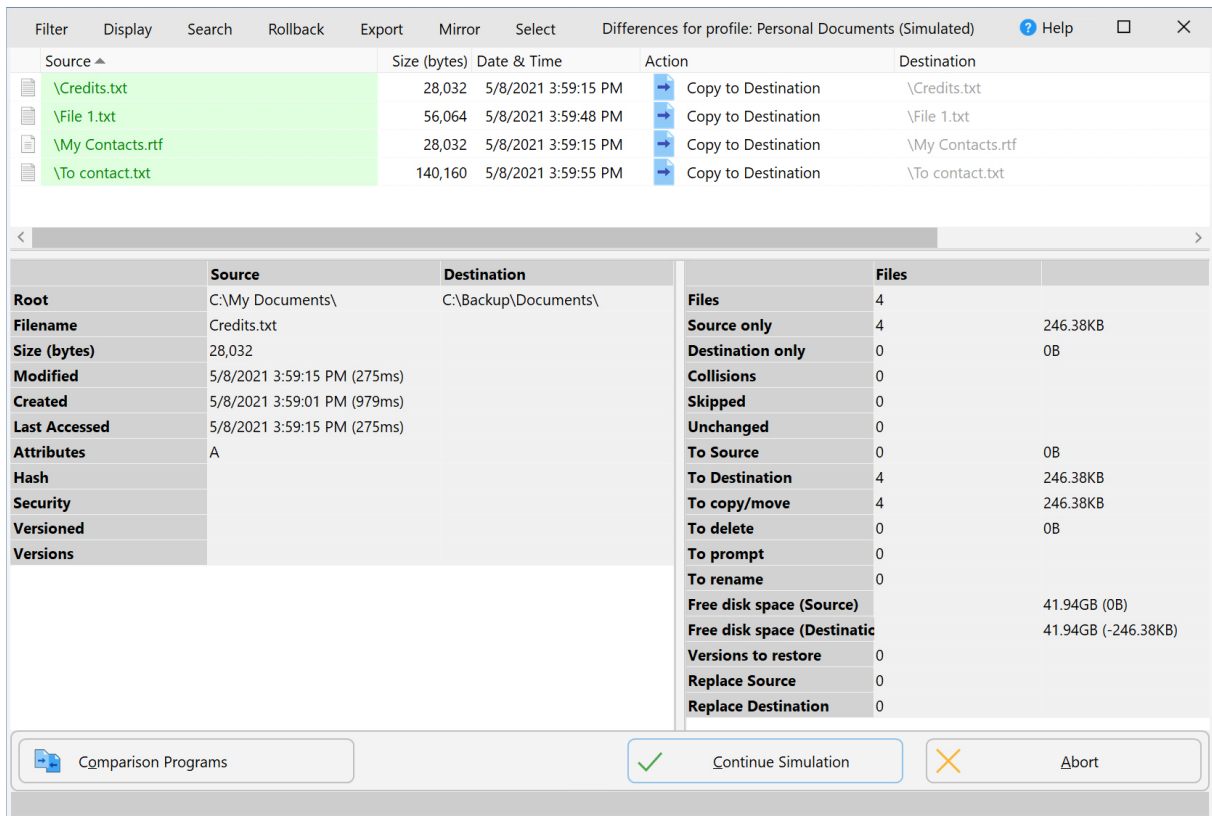 Filter Display Search Rollback Export Mirror Select Differences for profile: Personal Documents (Simulated) ? Help
Source Size (bytes) Date & Time Action Destination
\Credits.txt 28,032 5/8/2021 3:59:15 PM Copy to Destination \Credits.txt
\File 1.txt 56,064 5/8/2021 3:59:48 PM Copy to Destination \File 1.txt
\My Contacts.rtf 28,032 5/8/2021 3:59:15 PM Copy to Destination \My Contacts.rtf
\To contact.txt 140,160 5/8/2021 3:59:55 PM Copy to Destination \To contact.txt
Source Destination
Root C:\My Documents\ C:\Backup\Documents\
Filename Credits.txt
Size (bytes) 28,032
Modified 5/8/2021 3:59:15 PM (275ms)
Created 5/8/2021 3:59:01 PM (979ms)
Last Accessed 5/8/2021 3:59:15 PM (275ms)
Attributes A
Hash
Security
Versioned
Versions
Files
Files 4
Source only 4 246.38KB
Destination only 0 0B
Collisions 0
Skipped 0
Unchanged 0
To Source 0 0B
To Destination 4 246.38KB
To copy/move 4 246.38KB
To delete 0 0B
To prompt 0
To rename 0
Free disk space (Source) 41.94GB (0B)
Free disk space (Destinatio 41.94GB (-246.38KB)
Versions to restore 0
Replace Source 0
Replace Destination 0
Comparison Programs Continue Simulation Abort